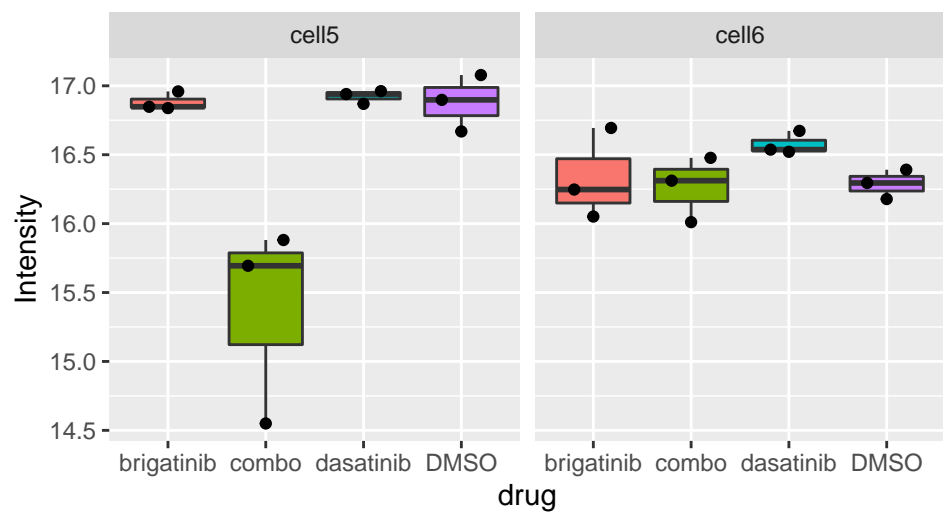 cell5 cell6
Intensity
17.0
16.5
16.0
15.5
15.0
14.5
brigatinib combo dasatinib DMSO brigatinib combo dasatinib DMSO
drug